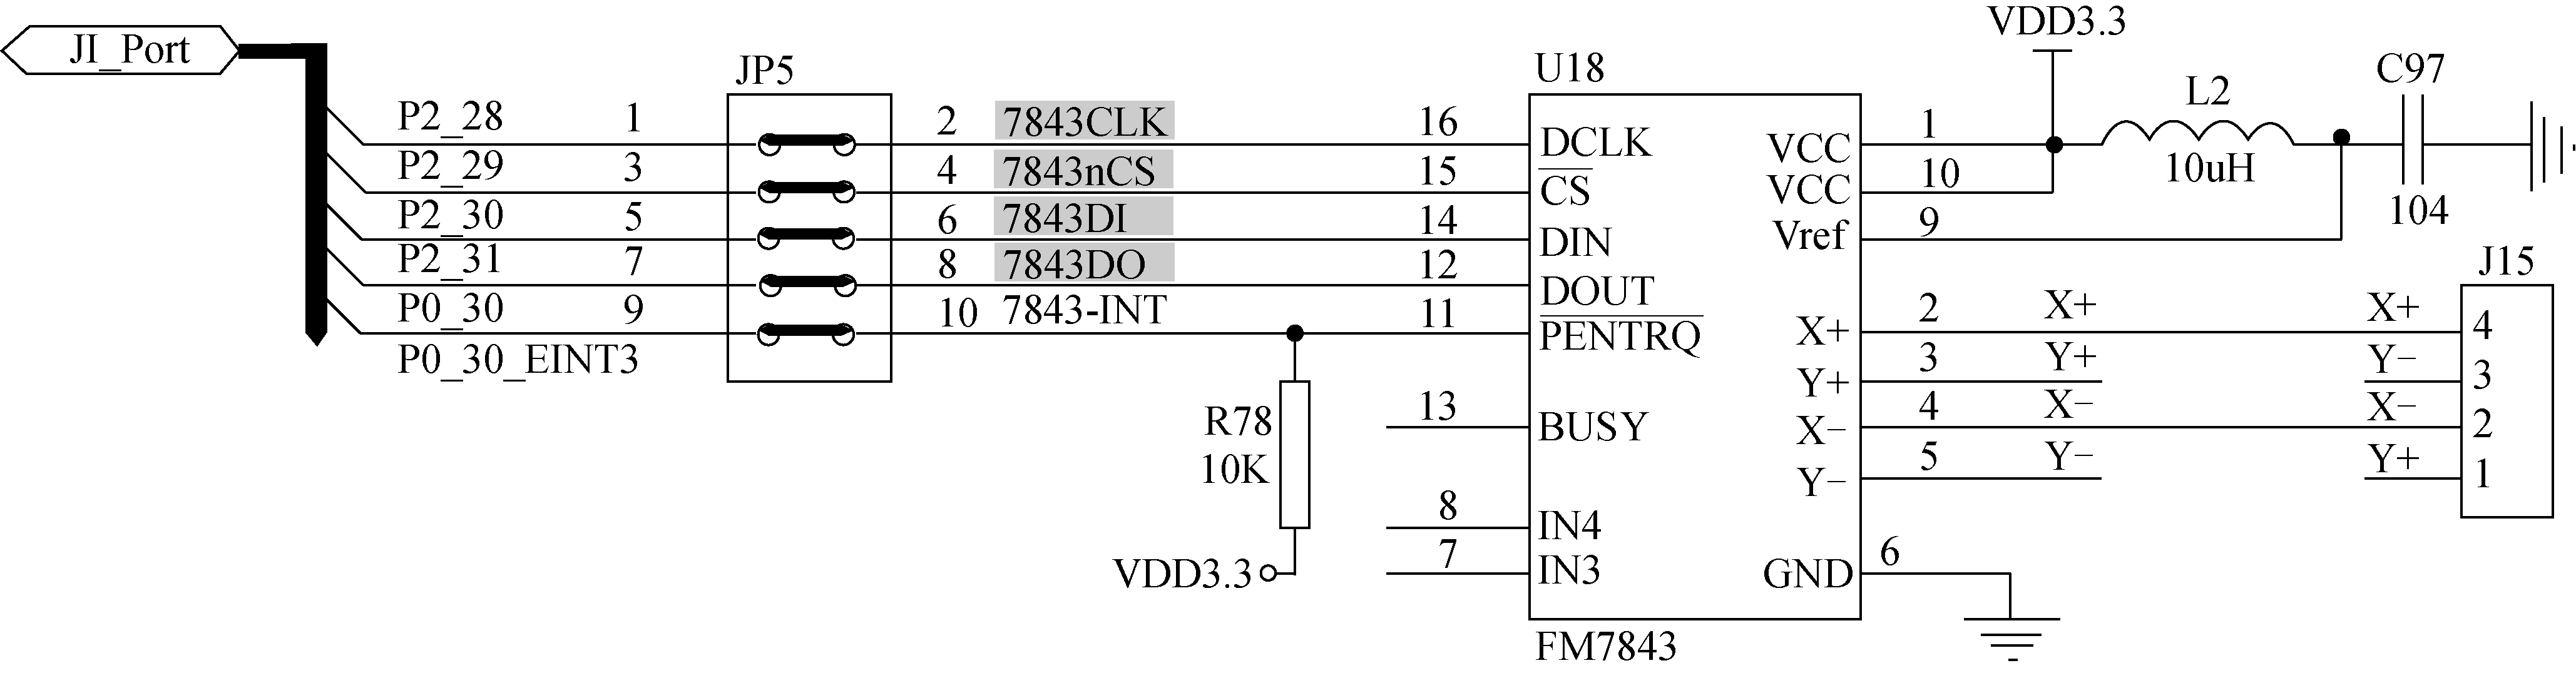 JI_Port
JP5
U18
VDD3.3
C97
L2
10uH
104
P2_28 1 2 7843CLK 16 DCLK VCC 1
P2_29 3 4 7843nCS 15 CS VCC 10
P2_30 5 6 7843DI 14 DIN Vref 9
P2_31 7 8 7843DO 12 DOUT
P0_30 9 10 7843-INT 11 PENTRQ
P0_30_EINT3
J15
X+ 2 X+ X+ 4
Y+ 3 Y+ Y− 3
X− 4 X− X− 2
Y− 5 Y− Y+ 1
R78
10K
VDD3.3
13 BUSY
8 IN4
7 IN3
GND 6
FM7843